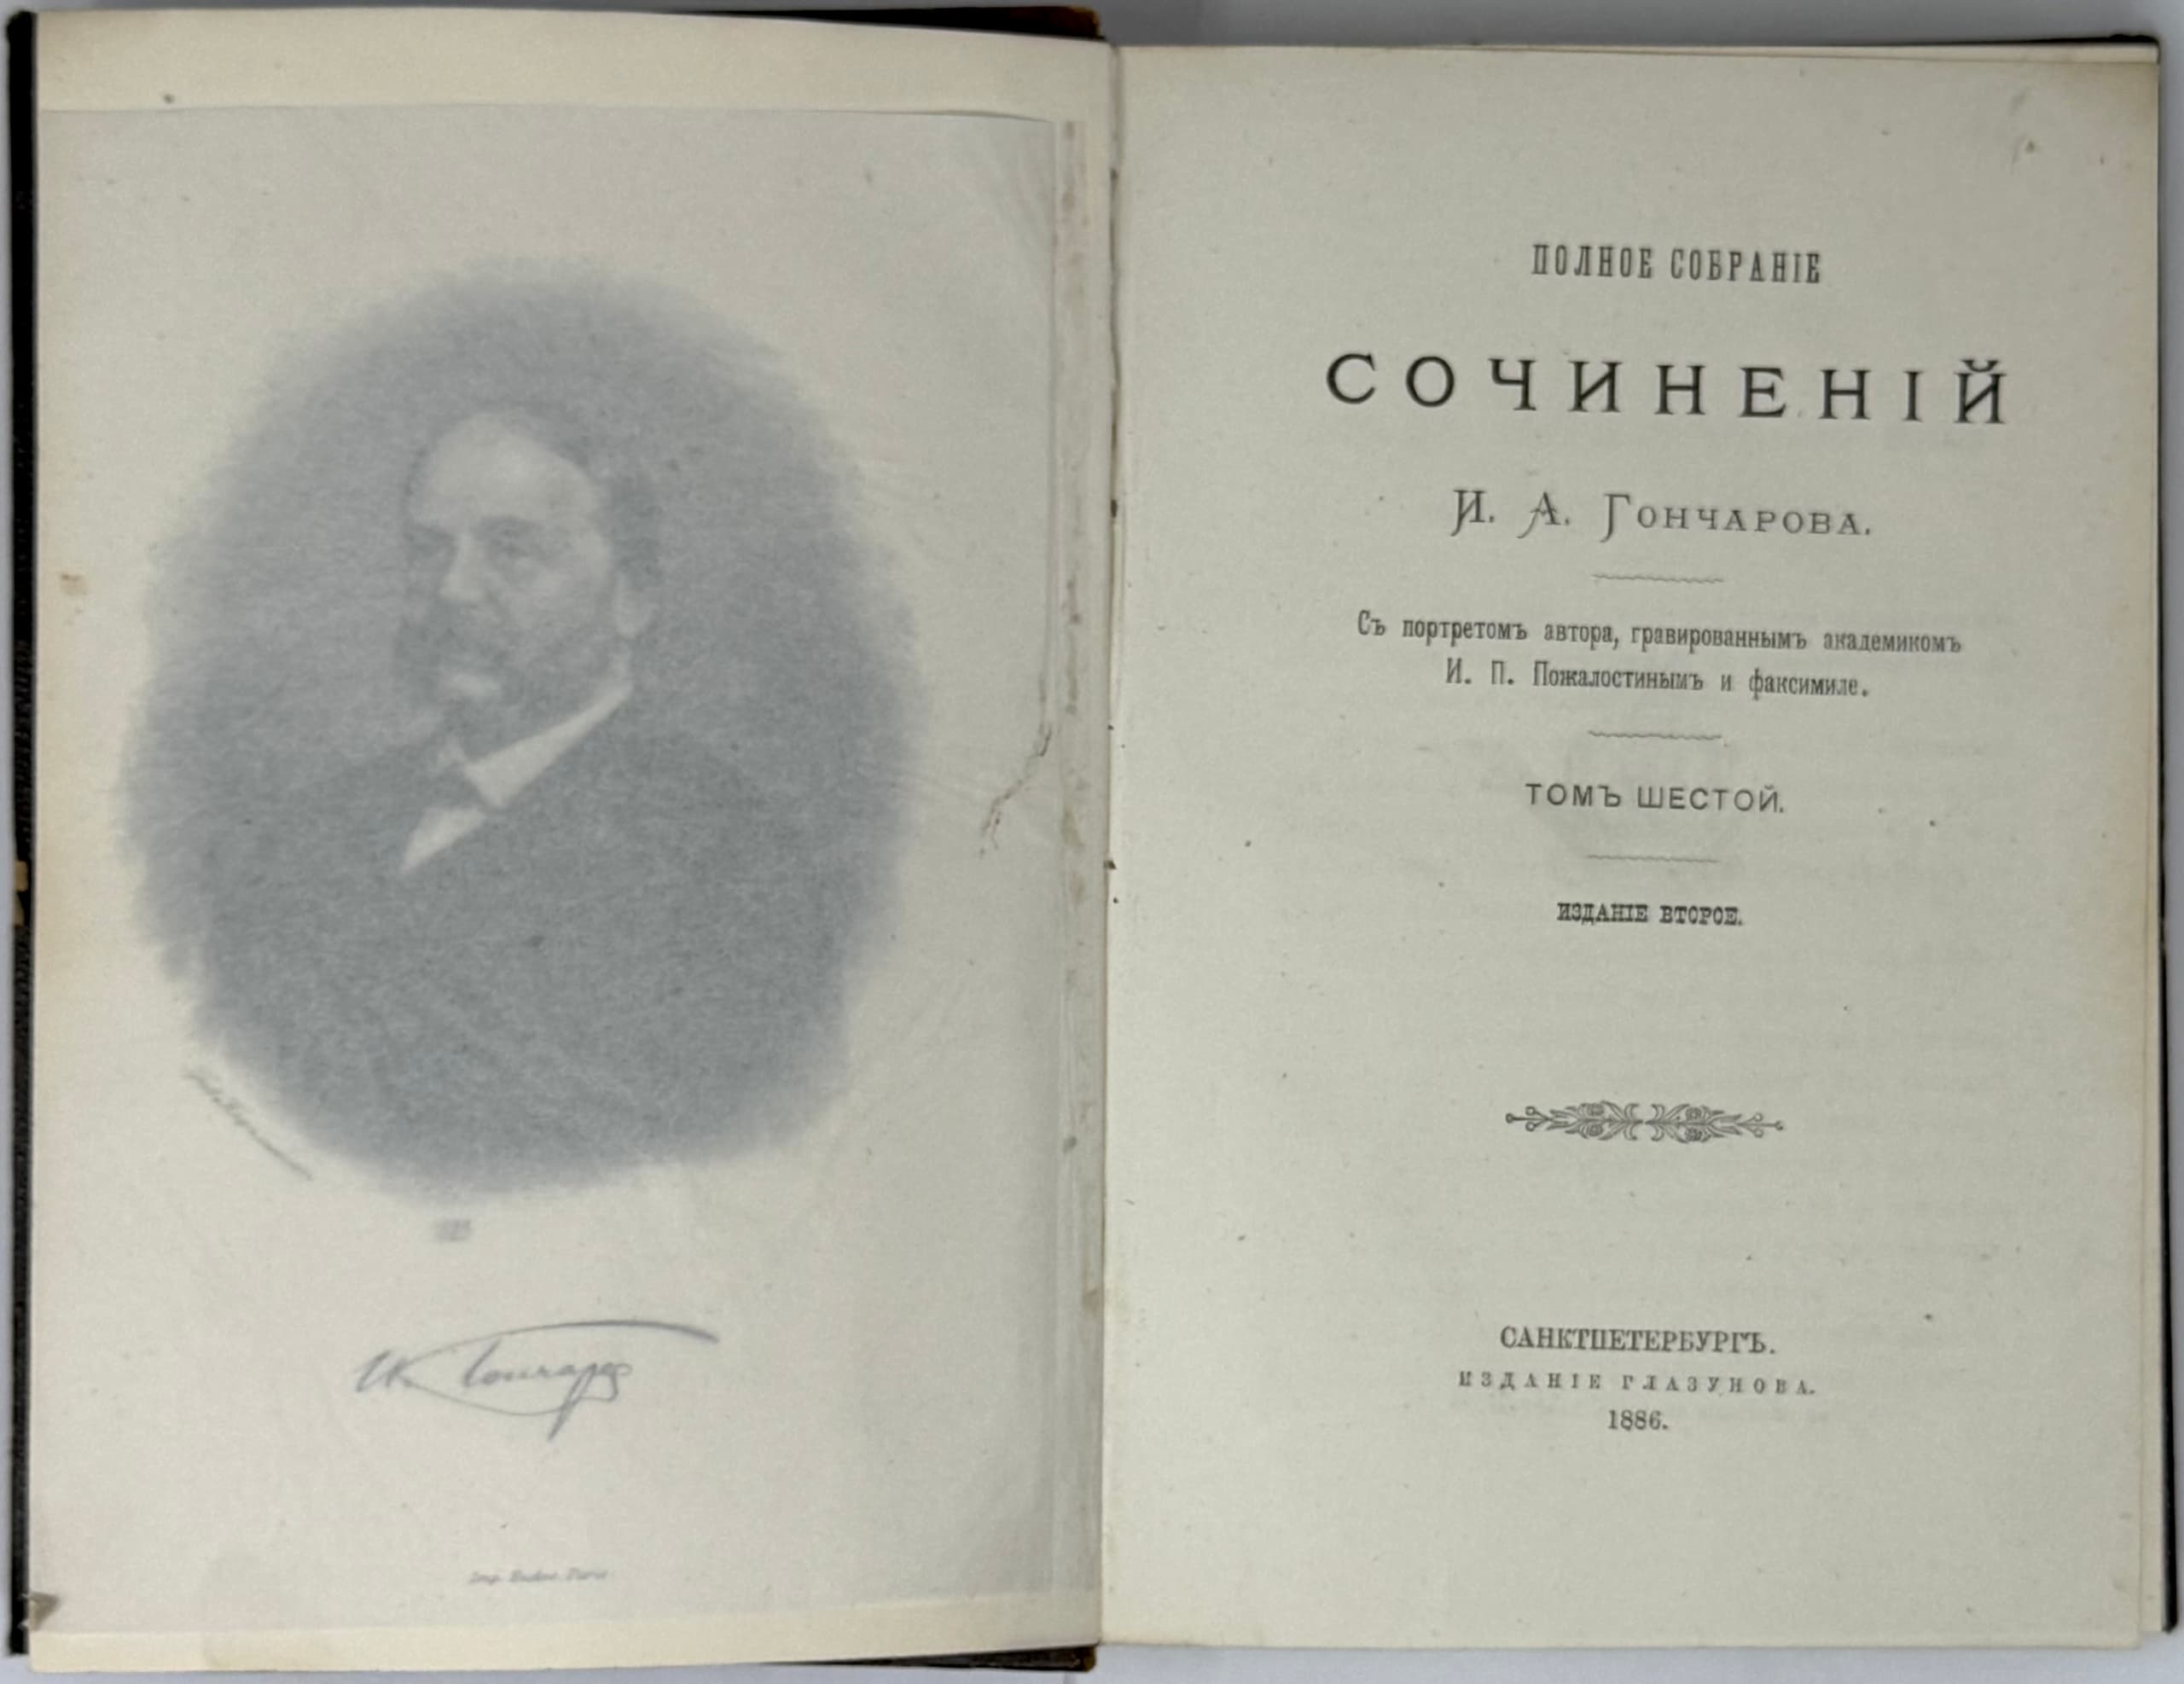 И. Гончаровъ
ПОЛНОЕ СОБРАНІЕ
СОЧИНЕНІЙ
И. А. ГОНЧАРОВА.
Съ портретомъ автора, гравированнымъ академикомъ
И. П. Пожалостинымъ и факсимиле.
ТОМЪ ШЕСТОЙ.
ИЗДАНІЕ ВТОРОЕ.
САНКТПЕТЕРБУРГЪ.
ИЗДАНІЕ ГЛАЗУНОВА.
1886.